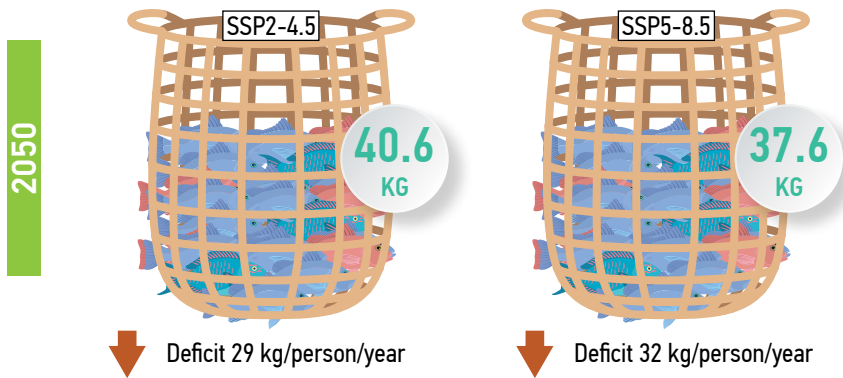 2050
SSP2-4.5
40.6
KG
Deficit 29 kg/person/year
SSP5-8.5
37.6
KG
Deficit 32 kg/person/year